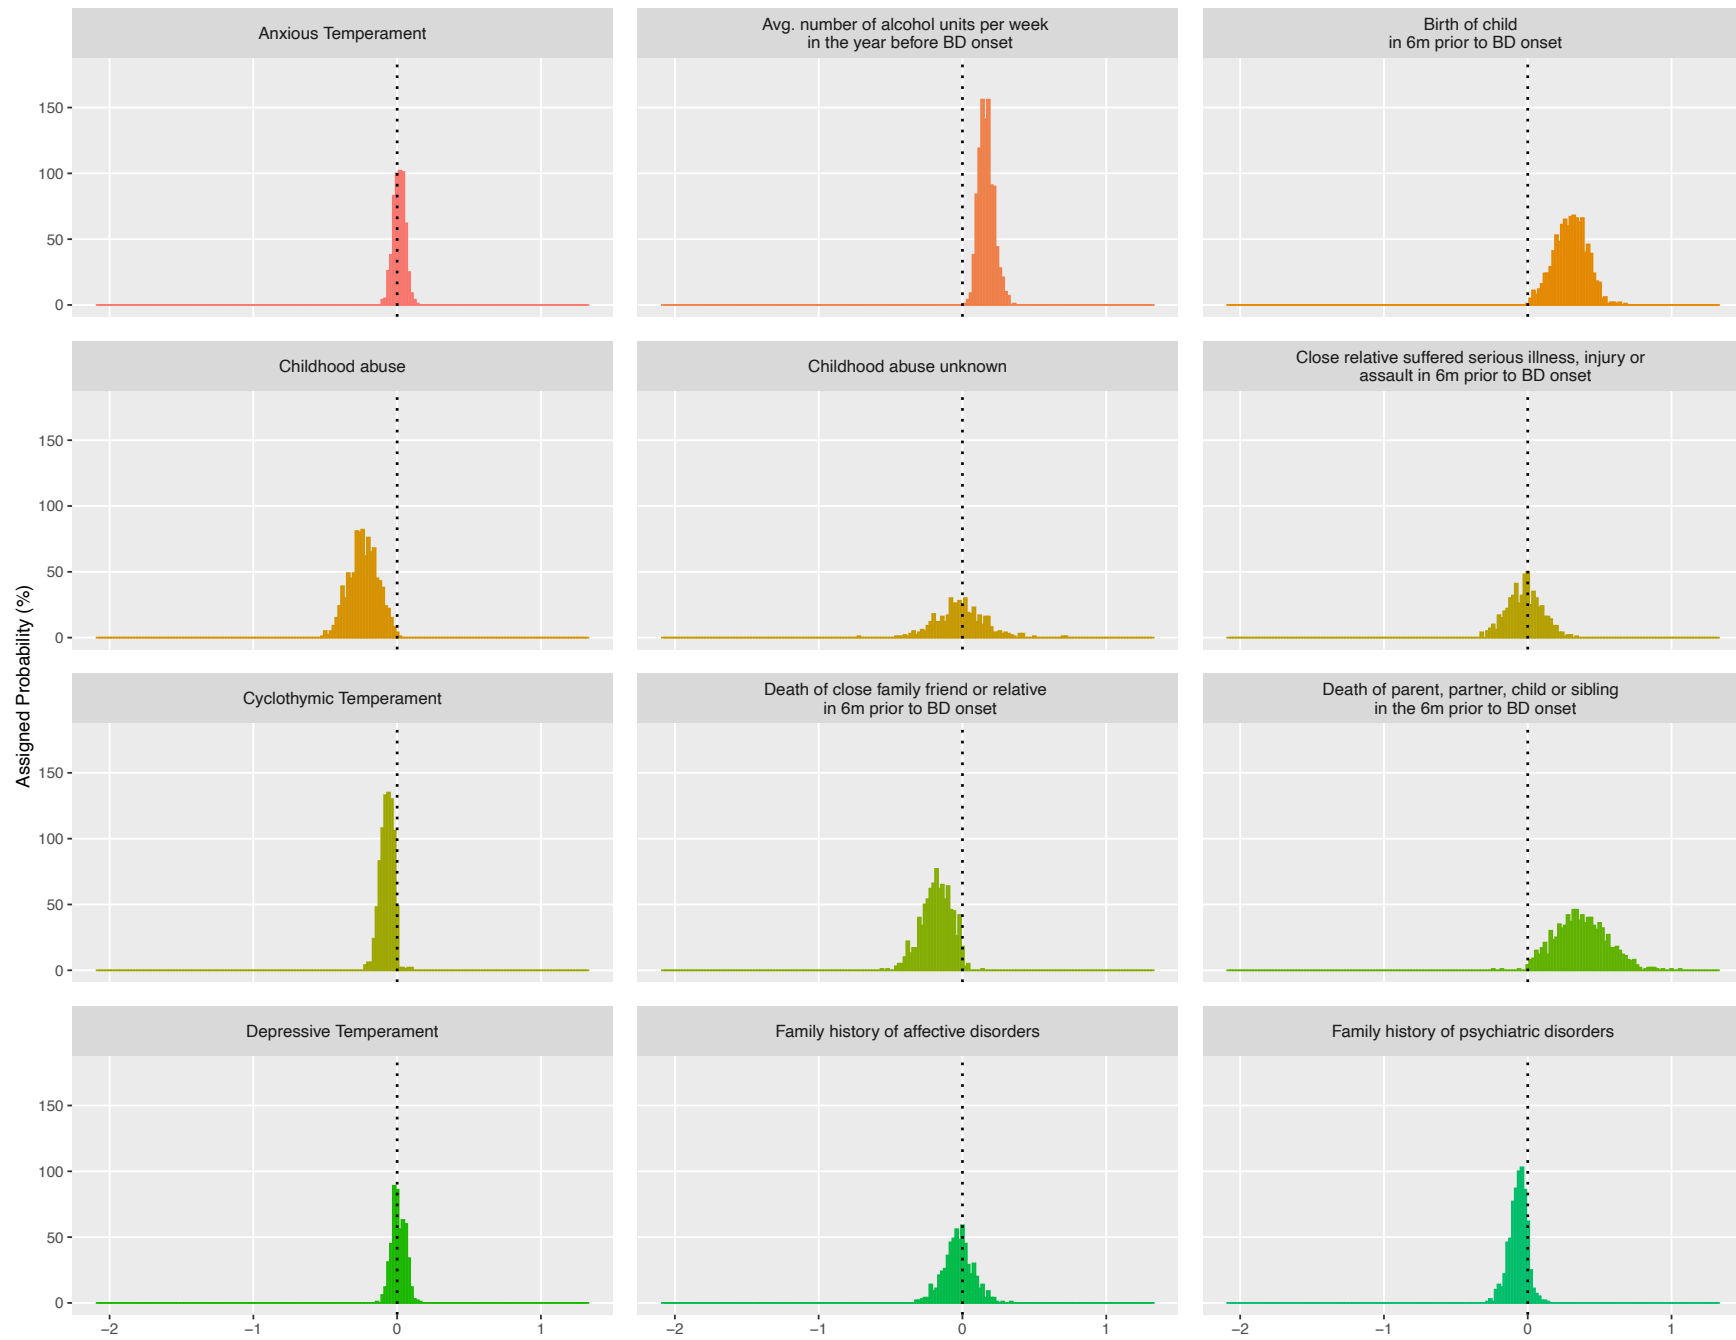 Anxious Temperament
Avg. number of alcohol units per week
in the year before BD onset
Birth of child
in 6m prior to BD onset
150
100
50
0
−2 −1 0 1
−2 −1 0 1
Childhood abuse
Childhood abuse unknown
Close relative suffered serious illness, injury or
assault in 6m prior to BD onset
150
100
50
0
Assigned Probability (%)
Cyclothymic Temperament
Death of close family friend or relative
in 6m prior to BD onset
Death of parent, partner, child or sibling
in the 6m prior to BD onset
150
100
50
0
Depressive Temperament
Family history of affective disorders
Family history of psychiatric disorders
150
100
50
0
−2 −1 0 1